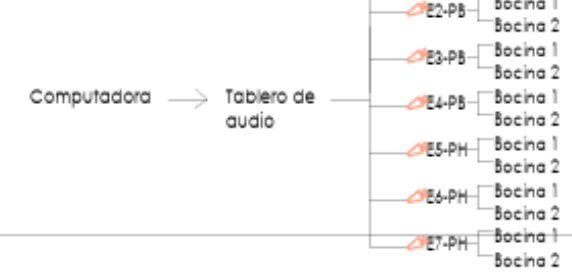 Bocina 1
E2-PB
Bocina 2
Bocina 1
E3-PB
Bocina 2
Computadora
Tablero de
audio
Bocina 1
E4-PB
Bocina 2
Bocina 1
E5-PH
Bocina 2
Bocina 1
E6-PH
Bocina 2
Bocina 1
E7-PH
Bocina 2